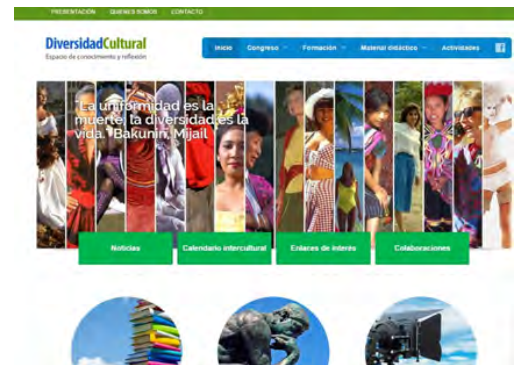 PRESENTACIÓN QUIENES SOMOS CONTACTO
DiversidadCultural
Espacio de conocimiento y reflexión
Inicio Congreso Formación Material didáctico Actividades f
"La uniformidad es la
muerte; la diversidad es la
vida." Bakunin, Mijail
Noticias Calendario intercultural Enlaces de interés Colaboraciones